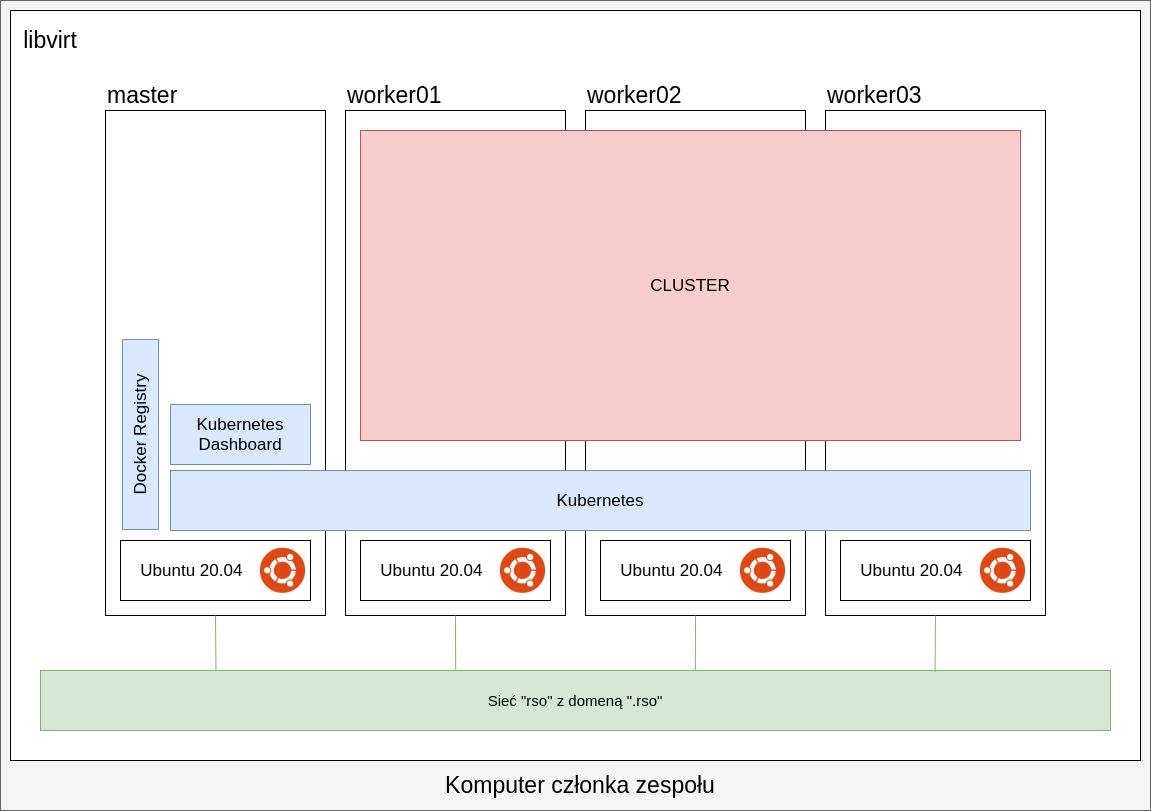 libvirt
master
worker01
worker02
worker03
CLUSTER
Docker Registry
Kubernetes
Dashboard
Kubernetes
Ubuntu 20.04
Ubuntu 20.04
Ubuntu 20.04
Ubuntu 20.04
Sieć "rso" z domeną ".rso"
Komputer członka zespołu